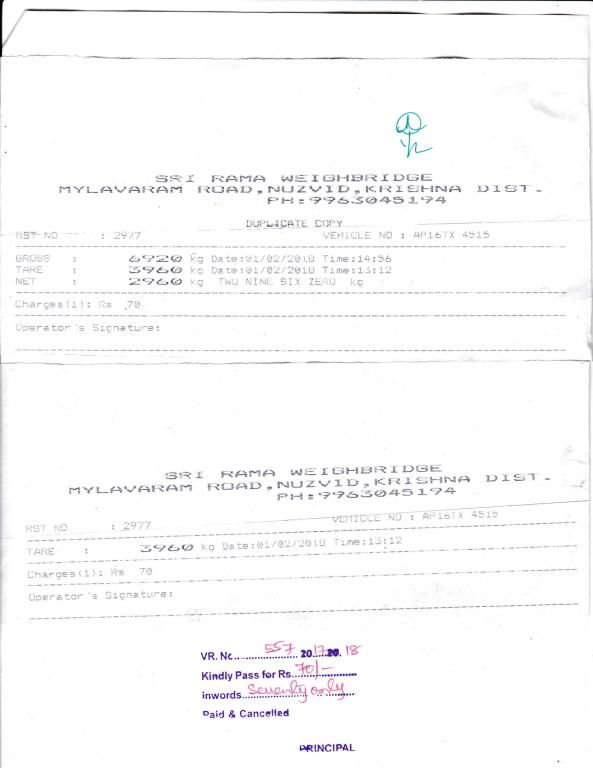 SRI RAMA WEIGHBRIDGE
MYLAVARAM ROAD,NUZVID,KRISHNA DIST.
PH:9963045194
DUPLICATE COPY
RST NO : 2977 VEHICLE NO : AP16TX 4515
GROSS : 6920 kg Date:01/02/2018 Time:14:56
TARE : 3960 kg Date:01/02/2018 Time:13:12
NET : 2960 kg TWO NINE SIX ZERO kg
Charges(1): Rs 70
Operator's Signature:
SRI RAMA WEIGHBRIDGE
MYLAVARAM ROAD,NUZVID,KRISHNA DIST.
PH:9963045194
RST NO : 2977 VEHICLE NO : AP16TX 4515
TARE : 3960 kg Date:01/02/2018 Time:13:12
Charges(1): Rs 70
Operator's Signature:
VR. Nc. 557 2017 20. 18
Kindly Pass for Rs. 70/-
inwords Seventy only
Paid & Cancelled
PRINCIPAL